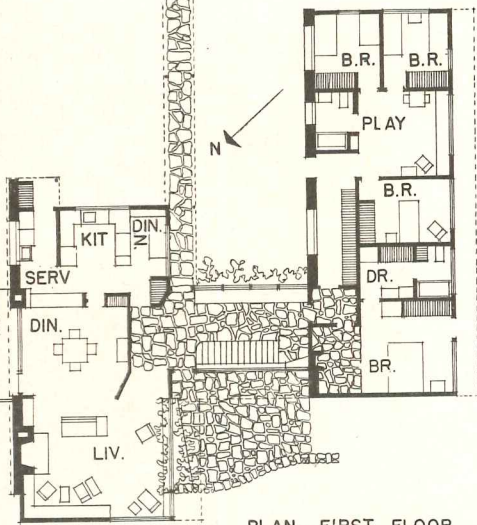 B.R.
B.R.
PLAY
N
B.R.
DIN.
KIT
SERV
DR.
DIN.
BR.
LIV.
PLAN FIRST FLOOR